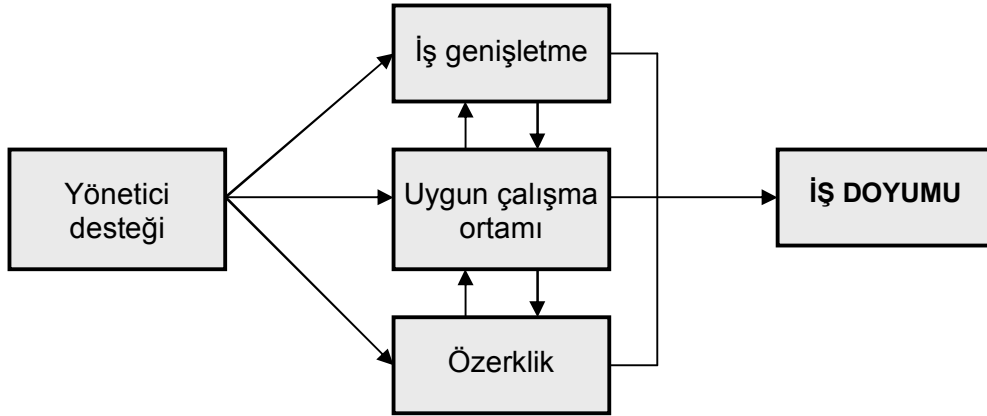 İş genişletme
Yönetici
desteği
Uygun çalışma
ortamı
İŞ DOYUMU
Özerklik